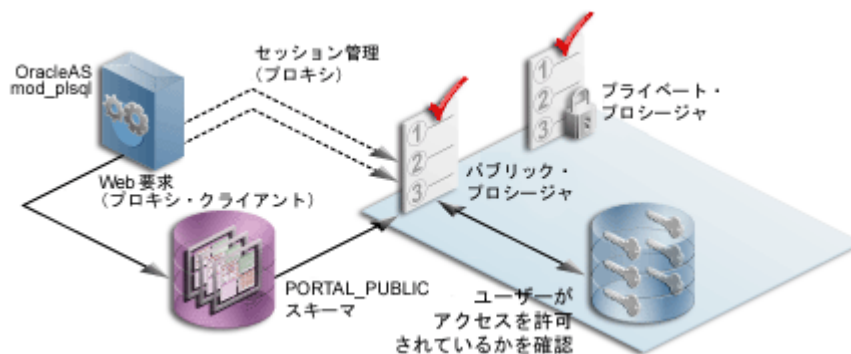 OracleAS
mod_plsql
セッション管理
(プロキシ)
1
2
3
プライベート・
プロシージャ
1
2
3
パブリック・
プロシージャ
Web 要求
(プロキシ・クライアント)
PORTAL_PUBLIC
スキーマ
ユーザーが
アクセスを許可
されているかを確認